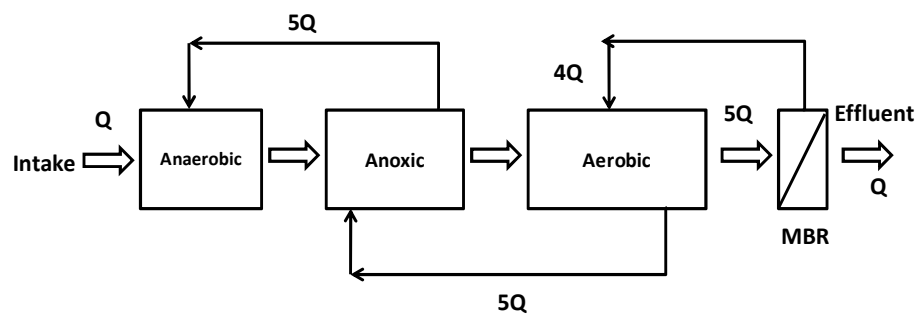 5Q
4Q
Q
5Q
Effluent
Intake
Anaerobic
Anoxic
Aerobic
Q
MBR
5Q